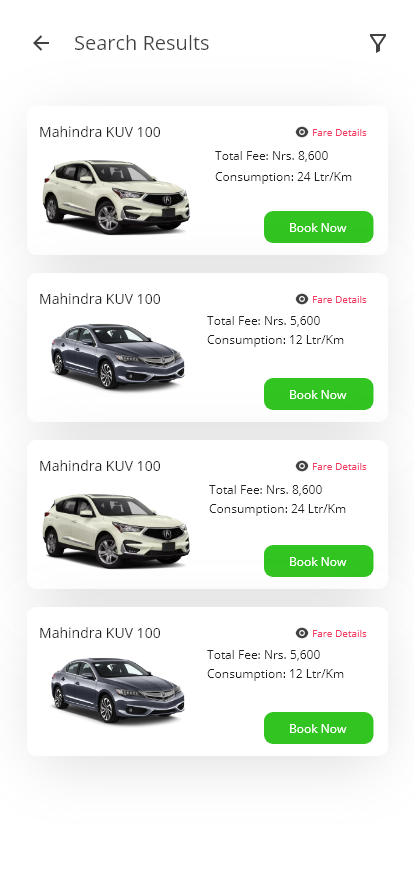 Search Results
Mahindra KUV 100
Fare Details
Total Fee: Nrs. 8,600
Consumption: 24 Ltr/Km
Book Now
Mahindra KUV 100
Fare Details
Total Fee: Nrs. 5,600
Consumption: 12 Ltr/Km
Book Now
Mahindra KUV 100
Fare Details
Total Fee: Nrs. 8,600
Consumption: 24 Ltr/Km
Book Now
Mahindra KUV 100
Fare Details
Total Fee: Nrs. 5,600
Consumption: 12 Ltr/Km
Book Now